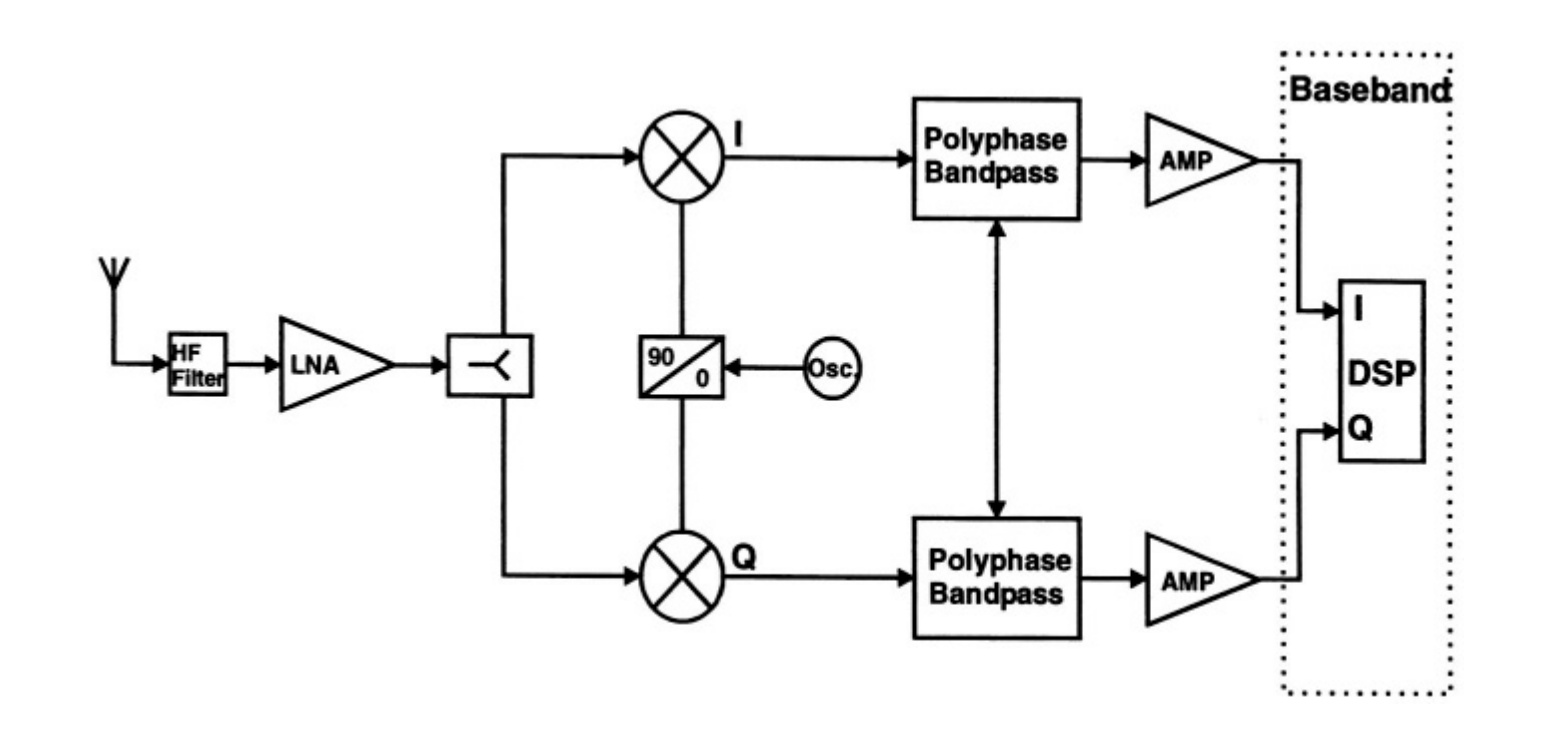 Baseband
I
Polyphase
Bandpass
AMP
HF
Filter
LNA
90
0
Osc.
I
DSP
Q
Q
Polyphase
Bandpass
AMP